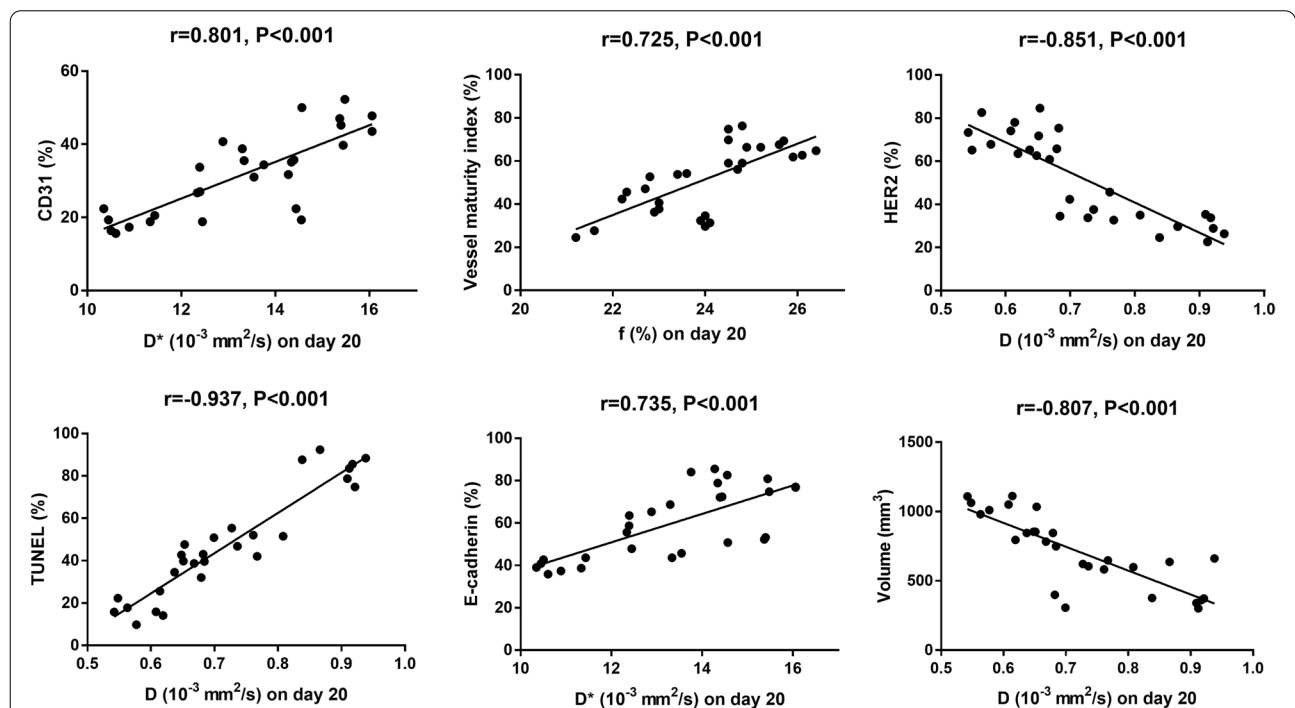 r=0.801, P<0.001
CD31 (%)
60
40
20
0
10 12 14 16
D* (10⁻³ mm²/s) on day 20
r=0.725, P<0.001
Vessel maturity index (%)
100
80
60
40
20
0
20 22 24 26
f (%) on day 20
r=-0.851, P<0.001
HER2 (%)
100
80
60
40
20
0
0.5 0.6 0.7 0.8 0.9 1.0
D (10⁻³ mm²/s) on day 20
r=-0.937, P<0.001
TUNEL (%)
100
80
60
40
20
0
0.5 0.6 0.7 0.8 0.9 1.0
D (10⁻³ mm²/s) on day 20
r=0.735, P<0.001
E-cadherin (%)
100
80
60
40
20
0
10 12 14 16
D* (10⁻³ mm²/s) on day 20
r=-0.807, P<0.001
Volume (mm³)
1500
1000
500
0
0.5 0.6 0.7 0.8 0.9 1.0
D (10⁻³ mm²/s) on day 20